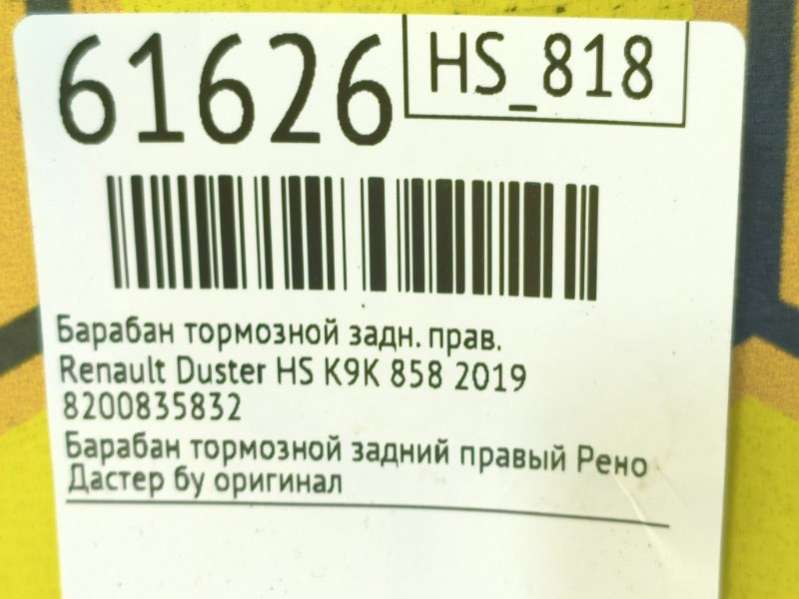 61626
HS_818
Барабан тормозной задн. прав.
Renault Duster HS K9K 858 2019
8200835832
Барабан тормозной задний правый Рено
Дастер бу оригинал